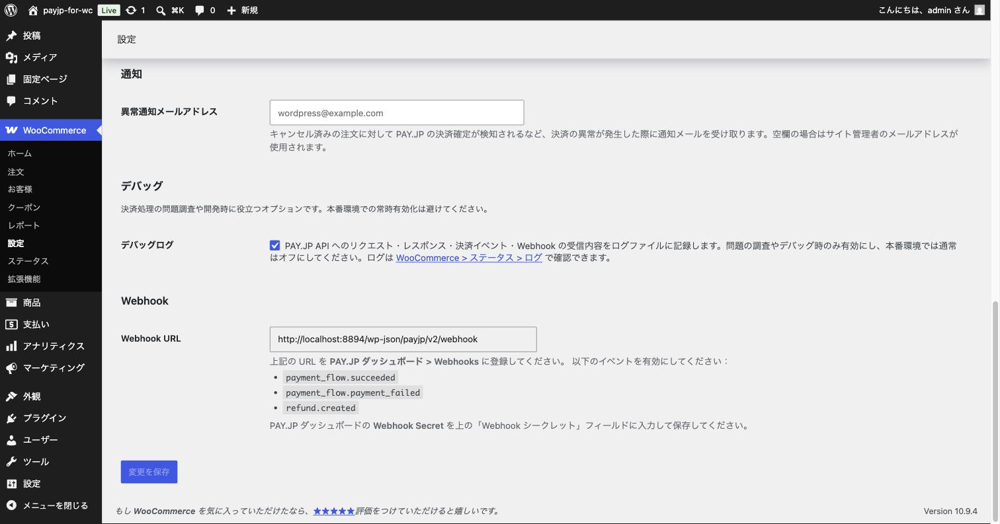 payjp-for-wc Live 1 ⌘K 0 新規 こんにちは、admin さん
投稿
メディア
固定ページ
コメント
WooCommerce
ホーム
注文
お客様
クーポン
レポート
設定
ステータス
拡張機能
商品
支払い
アナリティクス
マーケティング
外観
プラグイン
ユーザー
ツール
設定
メニューを閉じる
設定
通知
異常通知メールアドレス
wordpress@example.com
キャンセル済みの注文に対して PAY.JP の決済確定が検知されるなど、決済の異常が発生した際に通知メールを受け取ります。空欄の場合はサイト管理者のメールアドレスが
使用されます。
デバッグ
決済処理の問題調査や開発時に役立つオプションです。本番環境での常時有効化は避けてください。
デバッグログ
PAY.JP API へのリクエスト・レスポンス・決済イベント・Webhook の受信内容をログファイルに記録します。問題の調査やデバッグ時のみ有効にし、本番環境では通常
はオフにしてください。ログは WooCommerce > ステータス > ログ で確認できます。
Webhook
Webhook URL
http://localhost:8894/wp-json/payjp/v2/webhook
上記の URL を PAY.JP ダッシュボード > Webhooks に登録してください。 以下のイベントを有効にしてください：
• payment_flow.succeeded
• payment_flow.payment_failed
• refund.created
PAY.JP ダッシュボードの Webhook Secret を上の「Webhook シークレット」フィールドに入力して保存してください。
変更を保存
もし WooCommerce を気に入っていただけたなら、★★★★★評価をつけていただけると嬉しいです。
Version 10.9.4